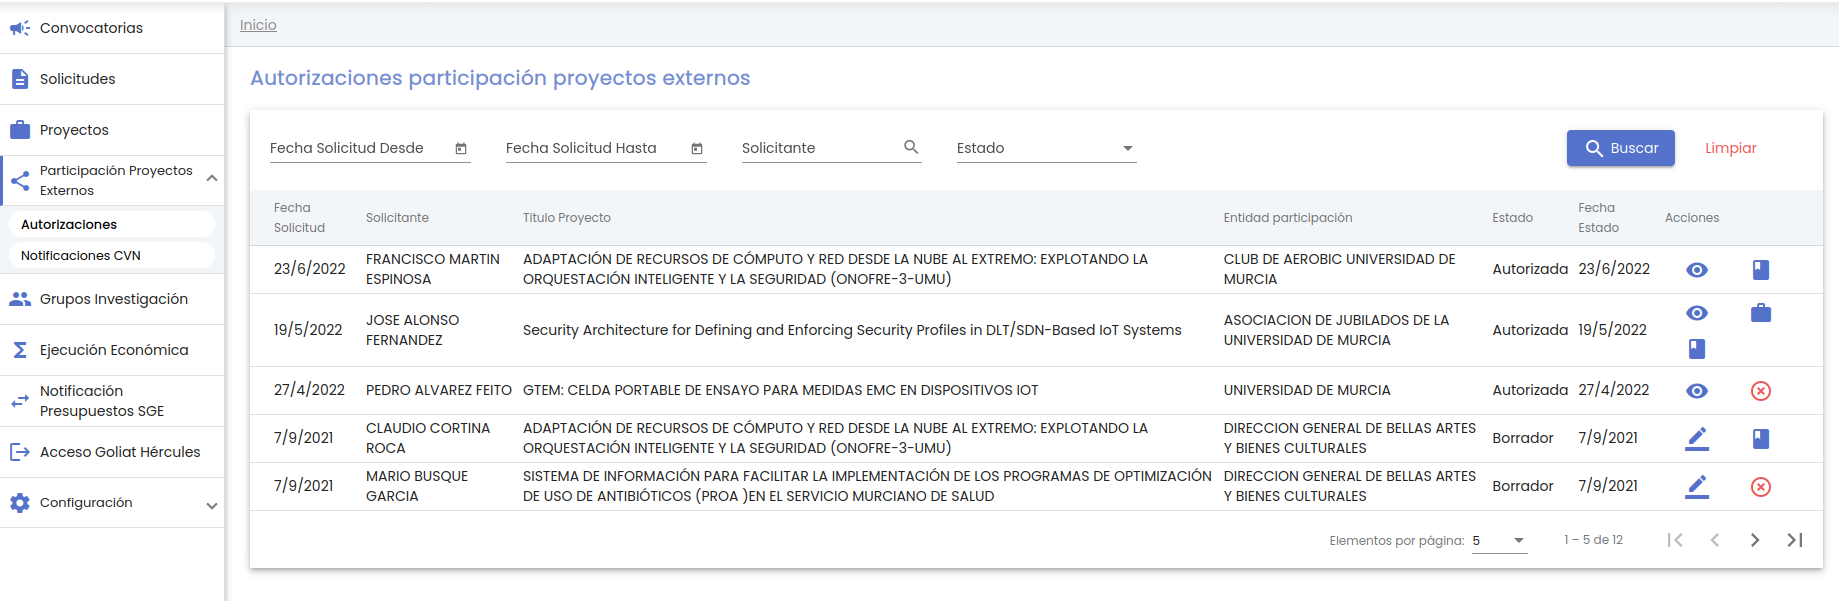 Convocatorias
Solicitudes
Proyectos
Participación Proyectos
Externos
Autorizaciones
Notificaciones CVN
Grupos Investigación
Ejecución Económica
Notificación
Presupuestos SGE
Acceso Goliat Hércules
Configuración
Inicio
Autorizaciones participación proyectos externos
Fecha Solicitud Desde
Fecha Solicitud Hasta
Solicitante
Estado
Buscar
Limpiar
Fecha
Solicitud
Solicitante
Titulo Proyecto
Entidad participación
Estado
Fecha
Estado
Acciones
23/6/2022
FRANCISCO MARTIN
ESPINOSA
ADAPTACIÓN DE RECURSOS DE CÓMPUTO Y RED DESDE LA NUBE AL EXTREMO: EXPLOTANDO LA
ORQUESTACIÓN INTELIGENTE Y LA SEGURIDAD (ONOFRE-3-UMU)
CLUB DE AEROBIC UNIVERSIDAD DE
MURCIA
Autorizada
23/6/2022
19/5/2022
JOSE ALONSO
FERNANDEZ
Security Architecture for Defining and Enforcing Security Profiles in DLT/SDN-Based IoT Systems
ASOCIACION DE JUBILADOS DE LA
UNIVERSIDAD DE MURCIA
Autorizada
19/5/2022
27/4/2022
PEDRO ALVAREZ FEITO
GTEM: CELDA PORTABLE DE ENSAYO PARA MEDIDAS EMC EN DISPOSITIVOS IOT
UNIVERSIDAD DE MURCIA
Autorizada
27/4/2022
7/9/2021
CLAUDIO CORTINA
ROCA
ADAPTACIÓN DE RECURSOS DE CÓMPUTO Y RED DESDE LA NUBE AL EXTREMO: EXPLOTANDO LA
ORQUESTACIÓN INTELIGENTE Y LA SEGURIDAD (ONOFRE-3-UMU)
DIRECCION GENERAL DE BELLAS ARTES
Y BIENES CULTURALES
Borrador
7/9/2021
7/9/2021
MARIO BUSQUE
GARCIA
SISTEMA DE INFORMACIÓN PARA FACILITAR LA IMPLEMENTACIÓN DE LOS PROGRAMAS DE OPTIMIZACIÓN
DE USO DE ANTIBIÓTICOS (PROA )EN EL SERVICIO MURCIANO DE SALUD
DIRECCION GENERAL DE BELLAS ARTES
Y BIENES CULTURALES
Borrador
7/9/2021
Elementos por página: 5
1 – 5 de 12